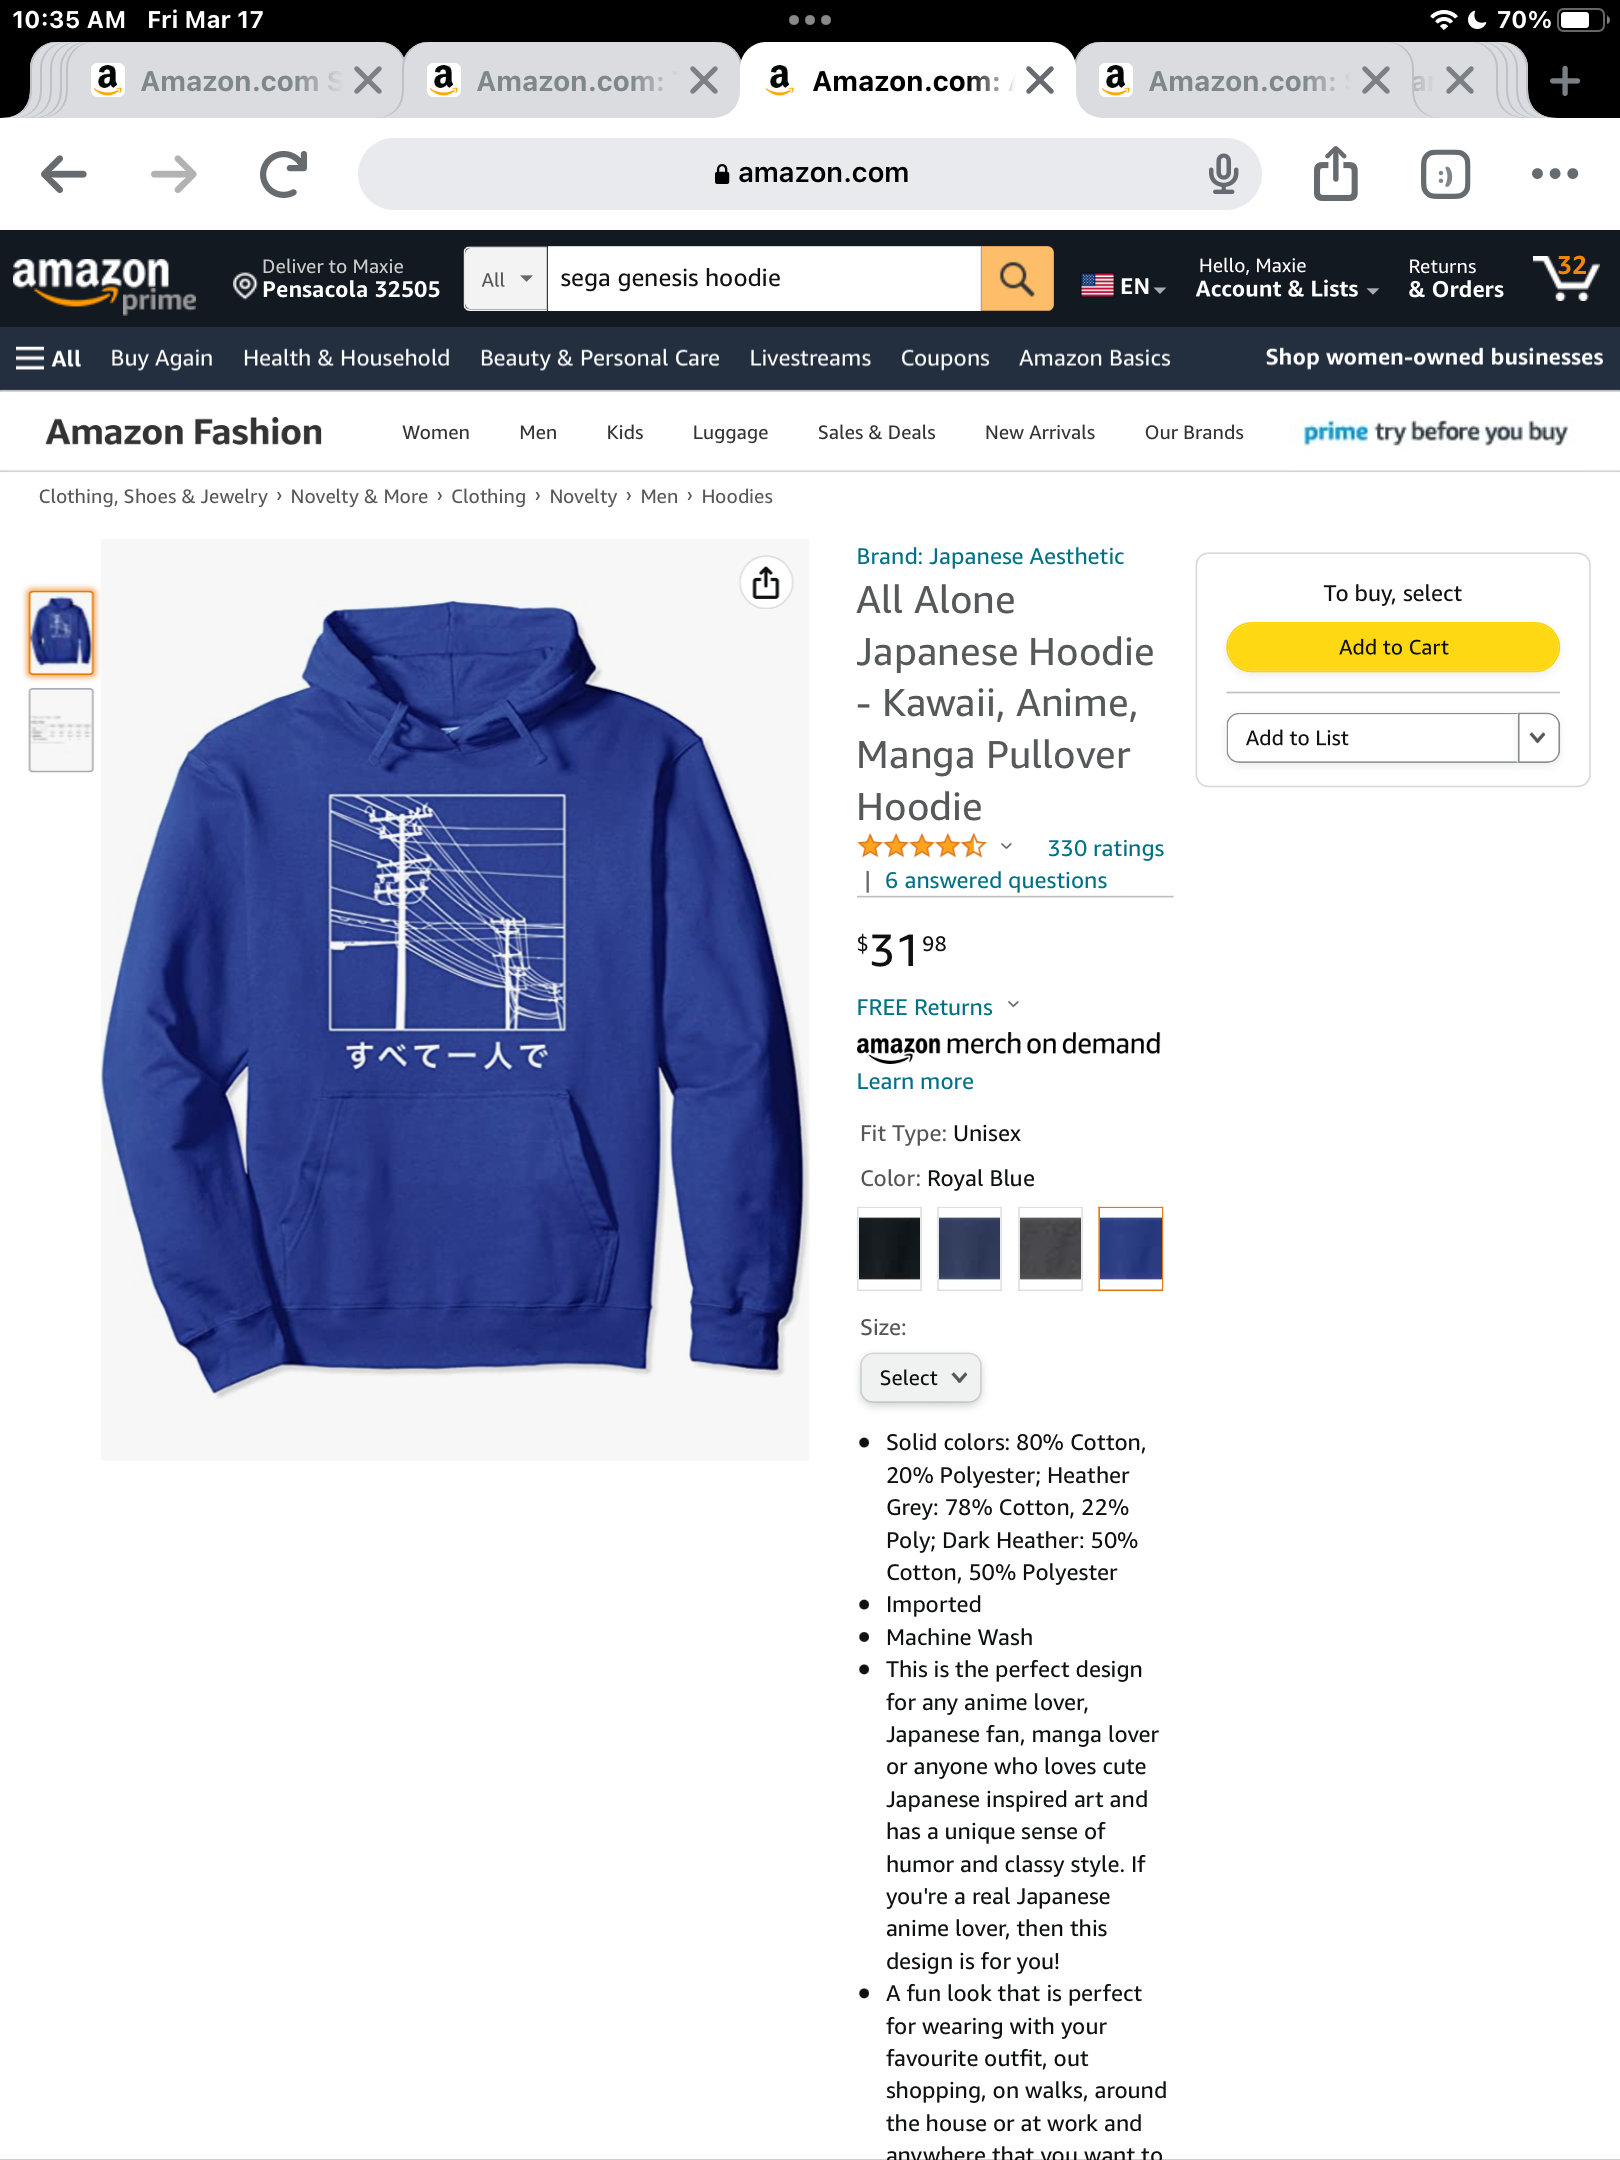 10:35 AM Fri Mar 17
70%
Amazon.com S
Amazon.com:
Amazon.com:
Amazon.com:
amazon.com
amazon prime
Deliver to Maxie
Pensacola 32505
All
sega genesis hoodie
EN
Hello, Maxie
Account & Lists
Returns
& Orders
32
All
Buy Again
Health & Household
Beauty & Personal Care
Livestreams
Coupons
Amazon Basics
Shop women-owned businesses
Amazon Fashion
Women
Men
Kids
Luggage
Sales & Deals
New Arrivals
Our Brands
prime try before you buy
Clothing, Shoes & Jewelry › Novelty & More › Clothing › Novelty › Men › Hoodies
すべて一人で
Brand: Japanese Aesthetic
All Alone
Japanese Hoodie
- Kawaii, Anime,
Manga Pullover
Hoodie
330 ratings
| 6 answered questions
$31.98
FREE Returns
amazon merch on demand
Learn more
Fit Type: Unisex
Color: Royal Blue
Size:
Select
• Solid colors: 80% Cotton,
20% Polyester; Heather
Grey: 78% Cotton, 22%
Poly; Dark Heather: 50%
Cotton, 50% Polyester
• Imported
• Machine Wash
• This is the perfect design
for any anime lover,
Japanese fan, manga lover
or anyone who loves cute
Japanese inspired art and
has a unique sense of
humor and classy style. If
you're a real Japanese
anime lover, then this
design is for you!
• A fun look that is perfect
for wearing with your
favourite outfit, out
shopping, on walks, around
the house or at work and
anywhere that you want to
To buy, select
Add to Cart
Add to List